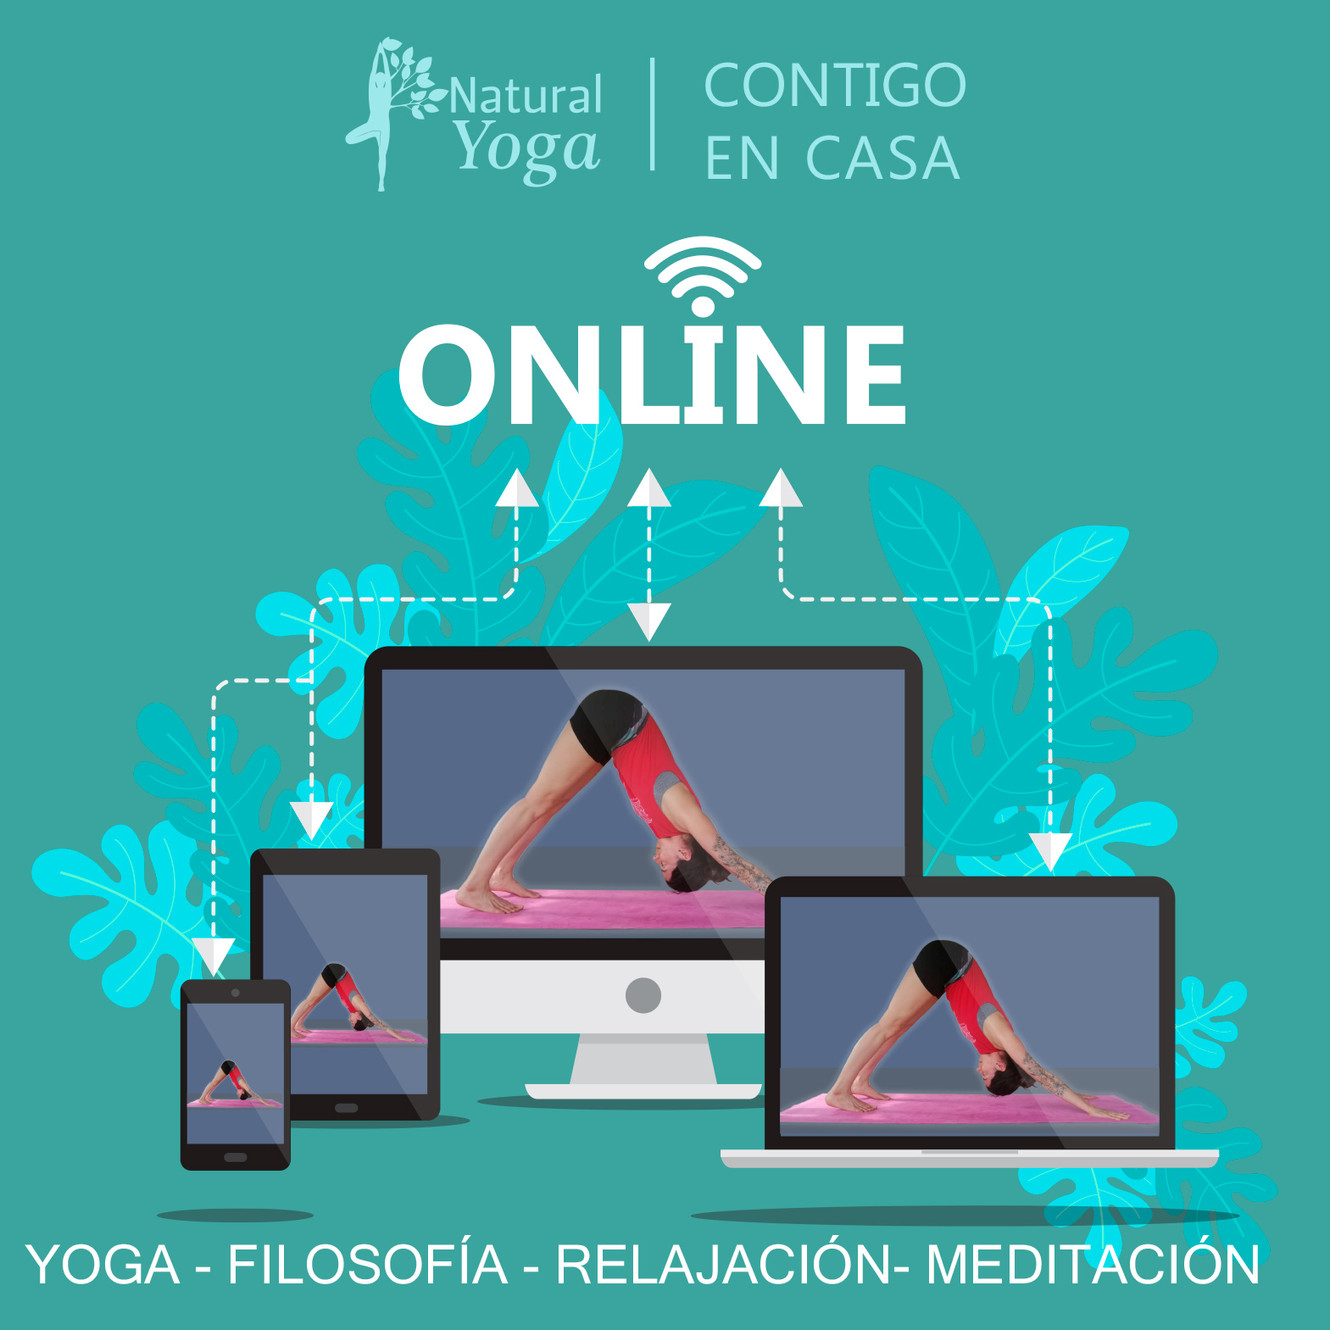 Natural
Yoga
CONTIGO
EN CASA
ONLINE
YOGA - FILOSOFÍA - RELAJACIÓN- MEDITACIÓN